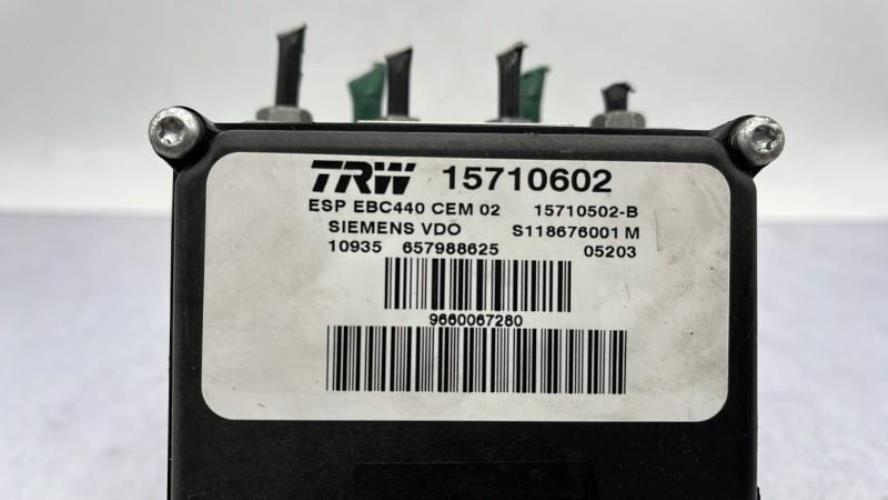 TRW 15710602
ESP EBC440 CEM 02 15710502-B
SIEMENS VDO S118676001 M
10935 657988625 05203
9660067280